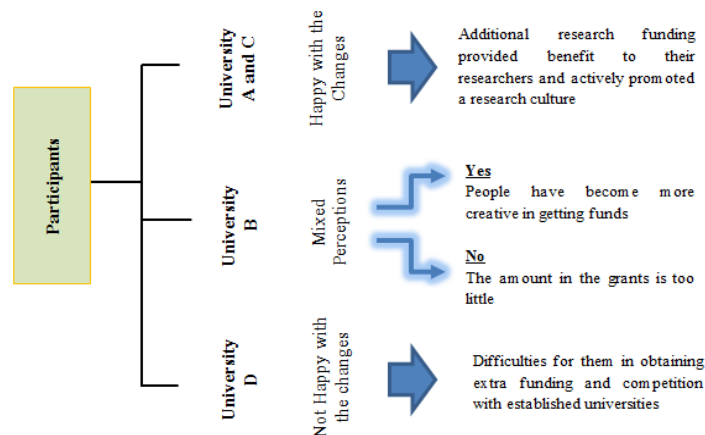 Participants
University
A and C
Happy with the
Changes
Additional research funding
provided benefit to their
researchers and actively promoted
a research culture
University
B
Mixed
Perceptions
Yes
People have become more
creative in getting funds
No
The amount in the grants is too
little
University
D
Not Happy with
the changes
Difficulties for them in obtaining
extra funding and competition
with established universities